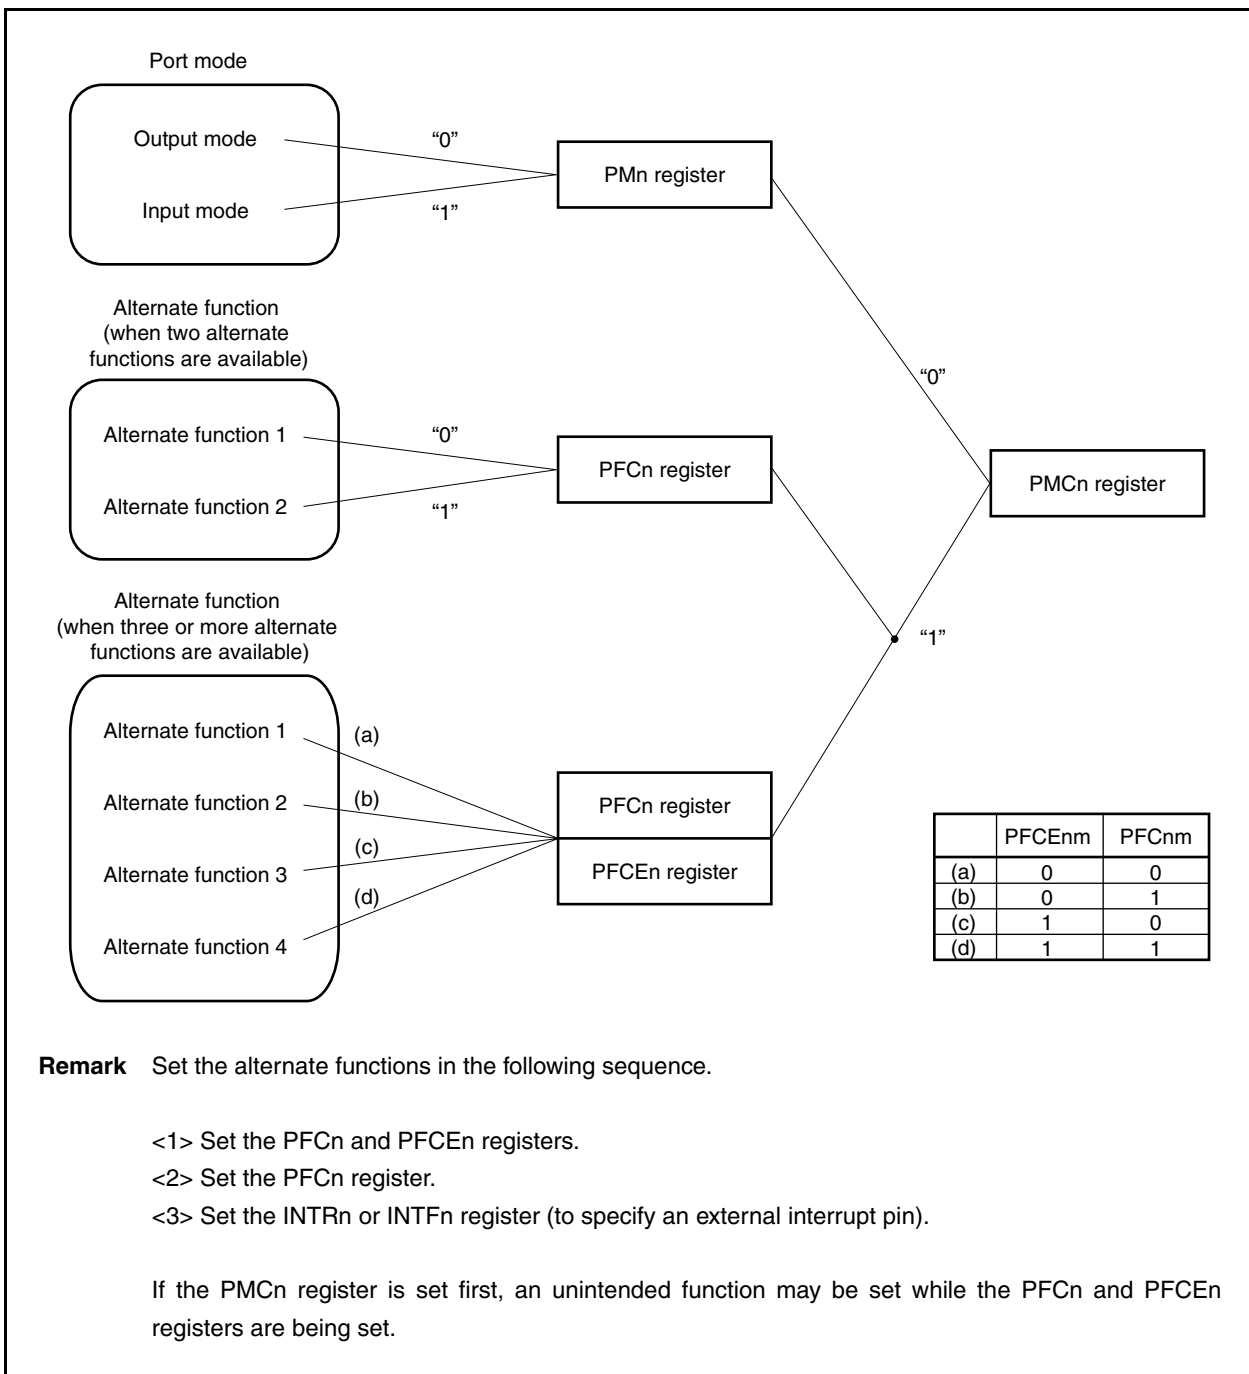 Port mode
Output mode
Input mode
“0”
“1”
PMn register
Alternate function
(when two alternate
functions are available)
Alternate function 1
Alternate function 2
“0”
“1”
PFCn register
“0”
PMCn register
Alternate function
(when three or more alternate
functions are available)
“1”
Alternate function 1
Alternate function 2
Alternate function 3
Alternate function 4
(a)
(b)
(c)
(d)
PFCn register
PFCEn register
PFCEnm PFCnm
(a) 0 0
(b) 0 1
(c) 1 0
(d) 1 1
Remark Set the alternate functions in the following sequence.
<1> Set the PFCn and PFCEn registers.
<2> Set the PFCn register.
<3> Set the INTRn or INTFn register (to specify an external interrupt pin).
If the PMCn register is set first, an unintended function may be set while the PFCn and PFCEn
registers are being set.